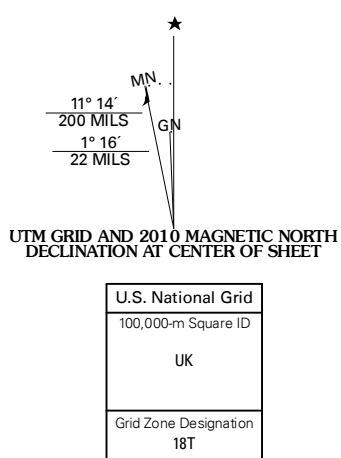 MN
11° 14´
200 MILS
GN
1° 16´
22 MILS
UTM GRID AND 2010 MAGNETIC NORTH
DECLINATION AT CENTER OF SHEET
U.S. National Grid
100,000-m Square ID
UK
Grid Zone Designation
18T